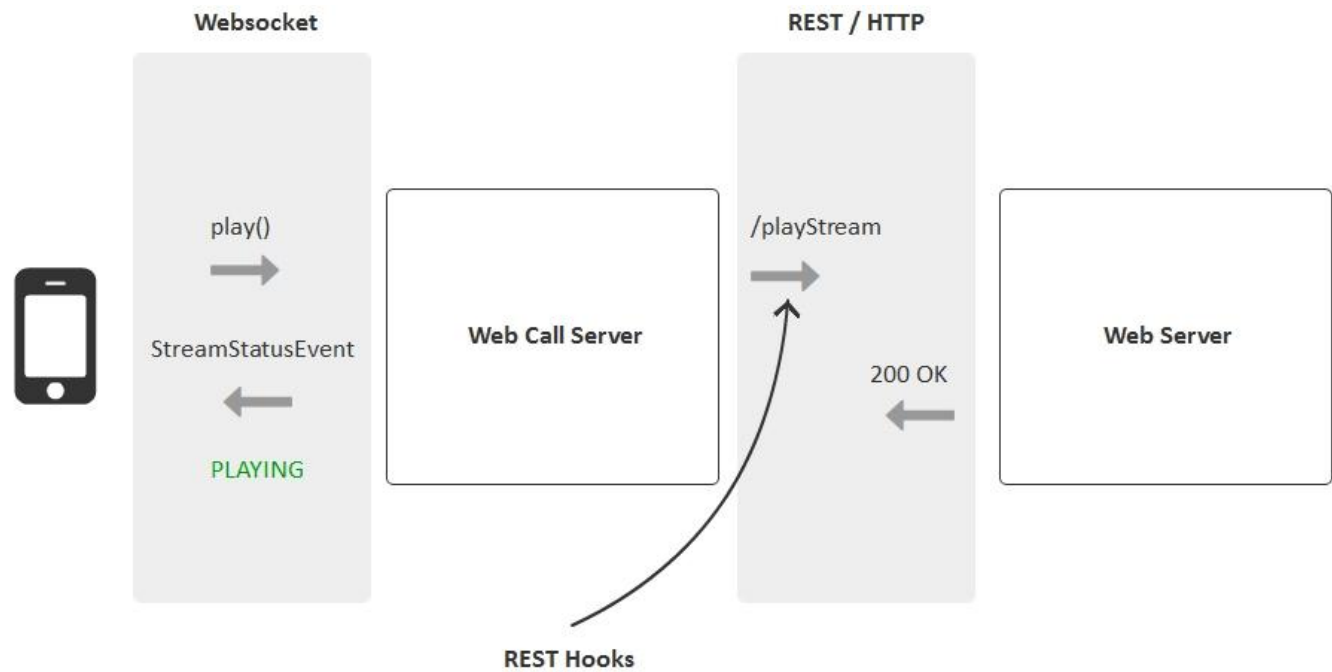 Websocket
REST / HTTP
play()
/playStream
StreamStatusEvent
Web Call Server
Web Server
200 OK
PLAYING
REST Hooks